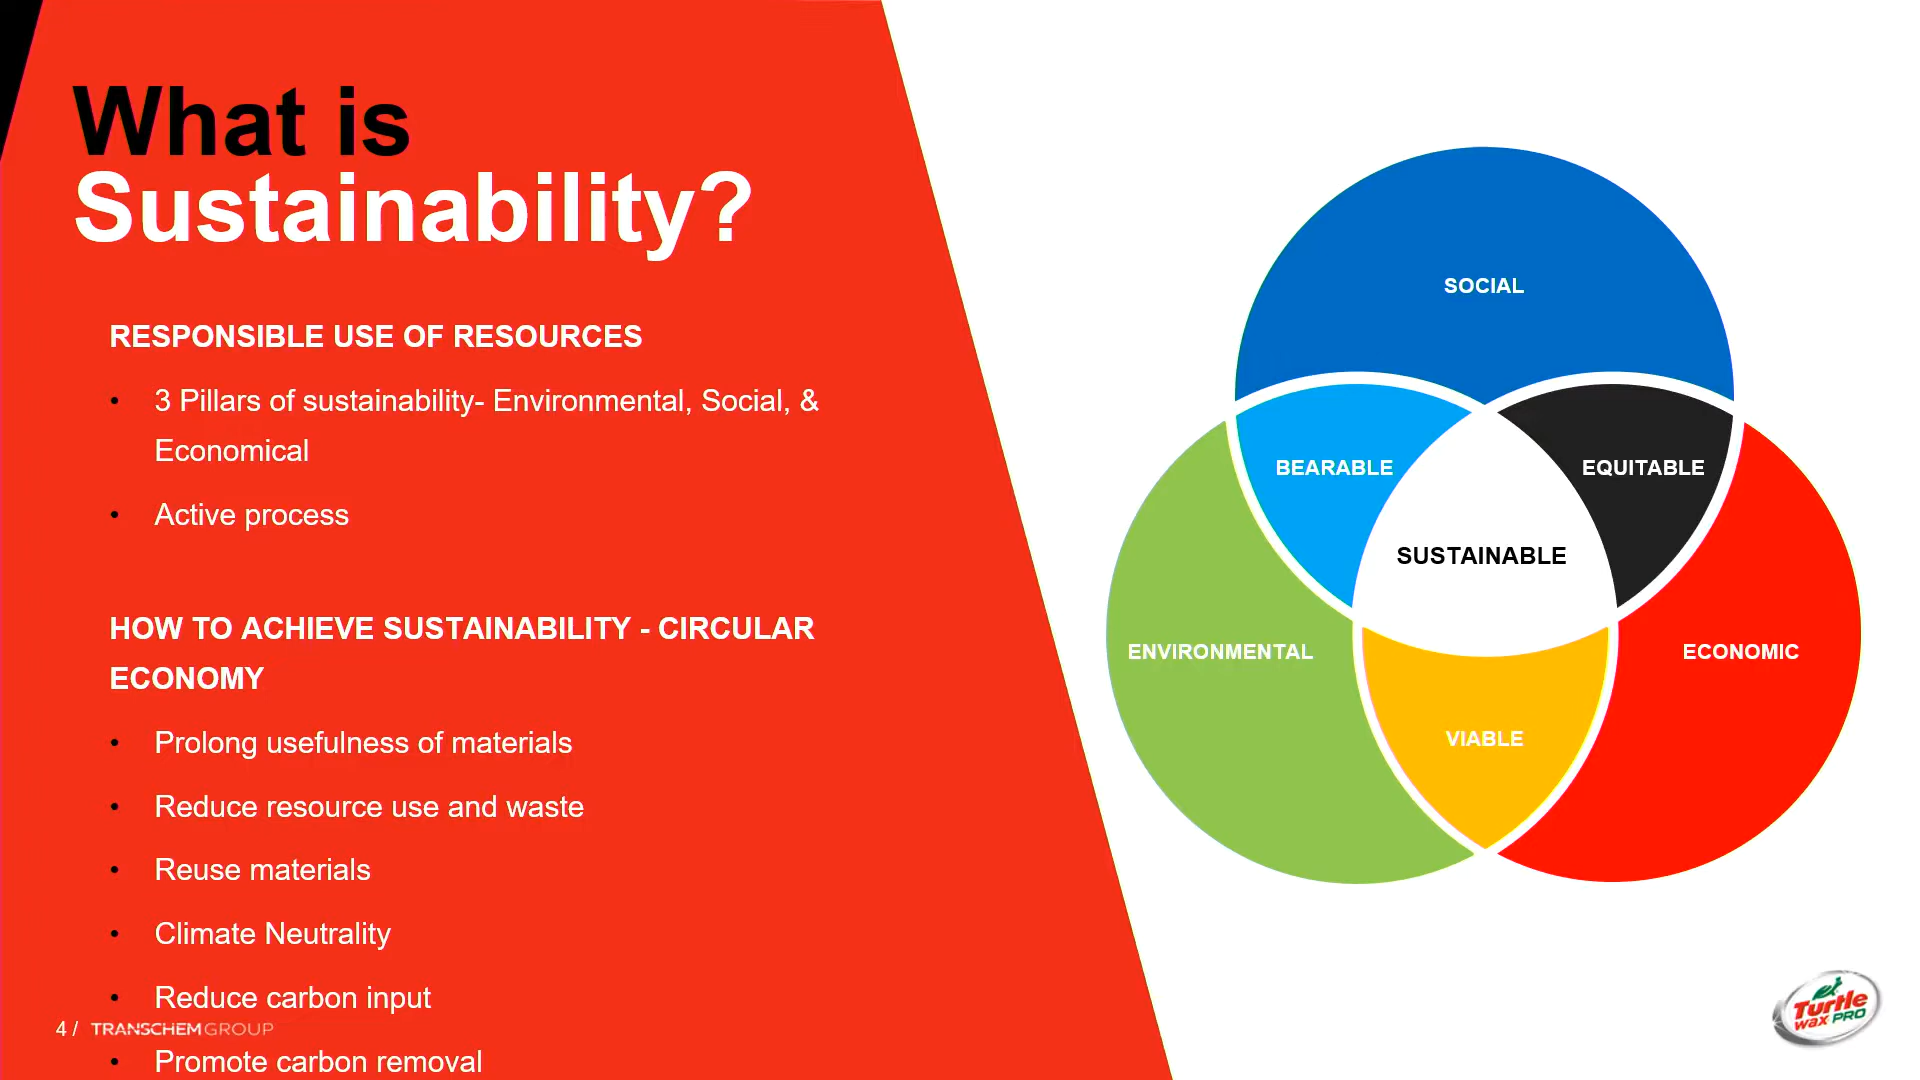 What is
Sustainability?
RESPONSIBLE USE OF RESOURCES
• 3 Pillars of sustainability- Environmental, Social, &
Economical
• Active process
HOW TO ACHIEVE SUSTAINABILITY - CIRCULAR
ECONOMY
• Prolong usefulness of materials
• Reduce resource use and waste
• Reuse materials
• Climate Neutrality
• Reduce carbon input
4 / TRANSCHEMGROUP
• Promote carbon removal
SOCIAL
BEARABLE
EQUITABLE
SUSTAINABLE
ENVIRONMENTAL
ECONOMIC
VIABLE
Turtle
wax PRO